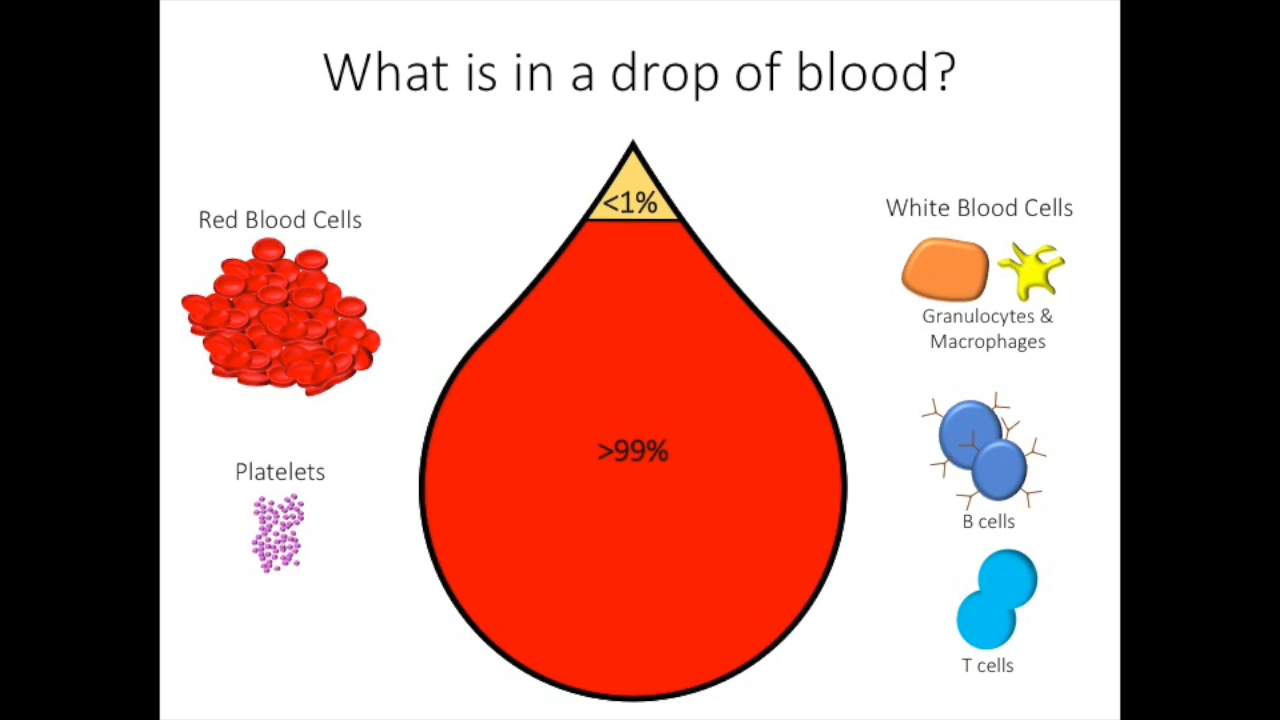 What is in a drop of blood?
<1%
>99%
Red Blood Cells
Platelets
White Blood Cells
Granulocytes &
Macrophages
B cells
T cells